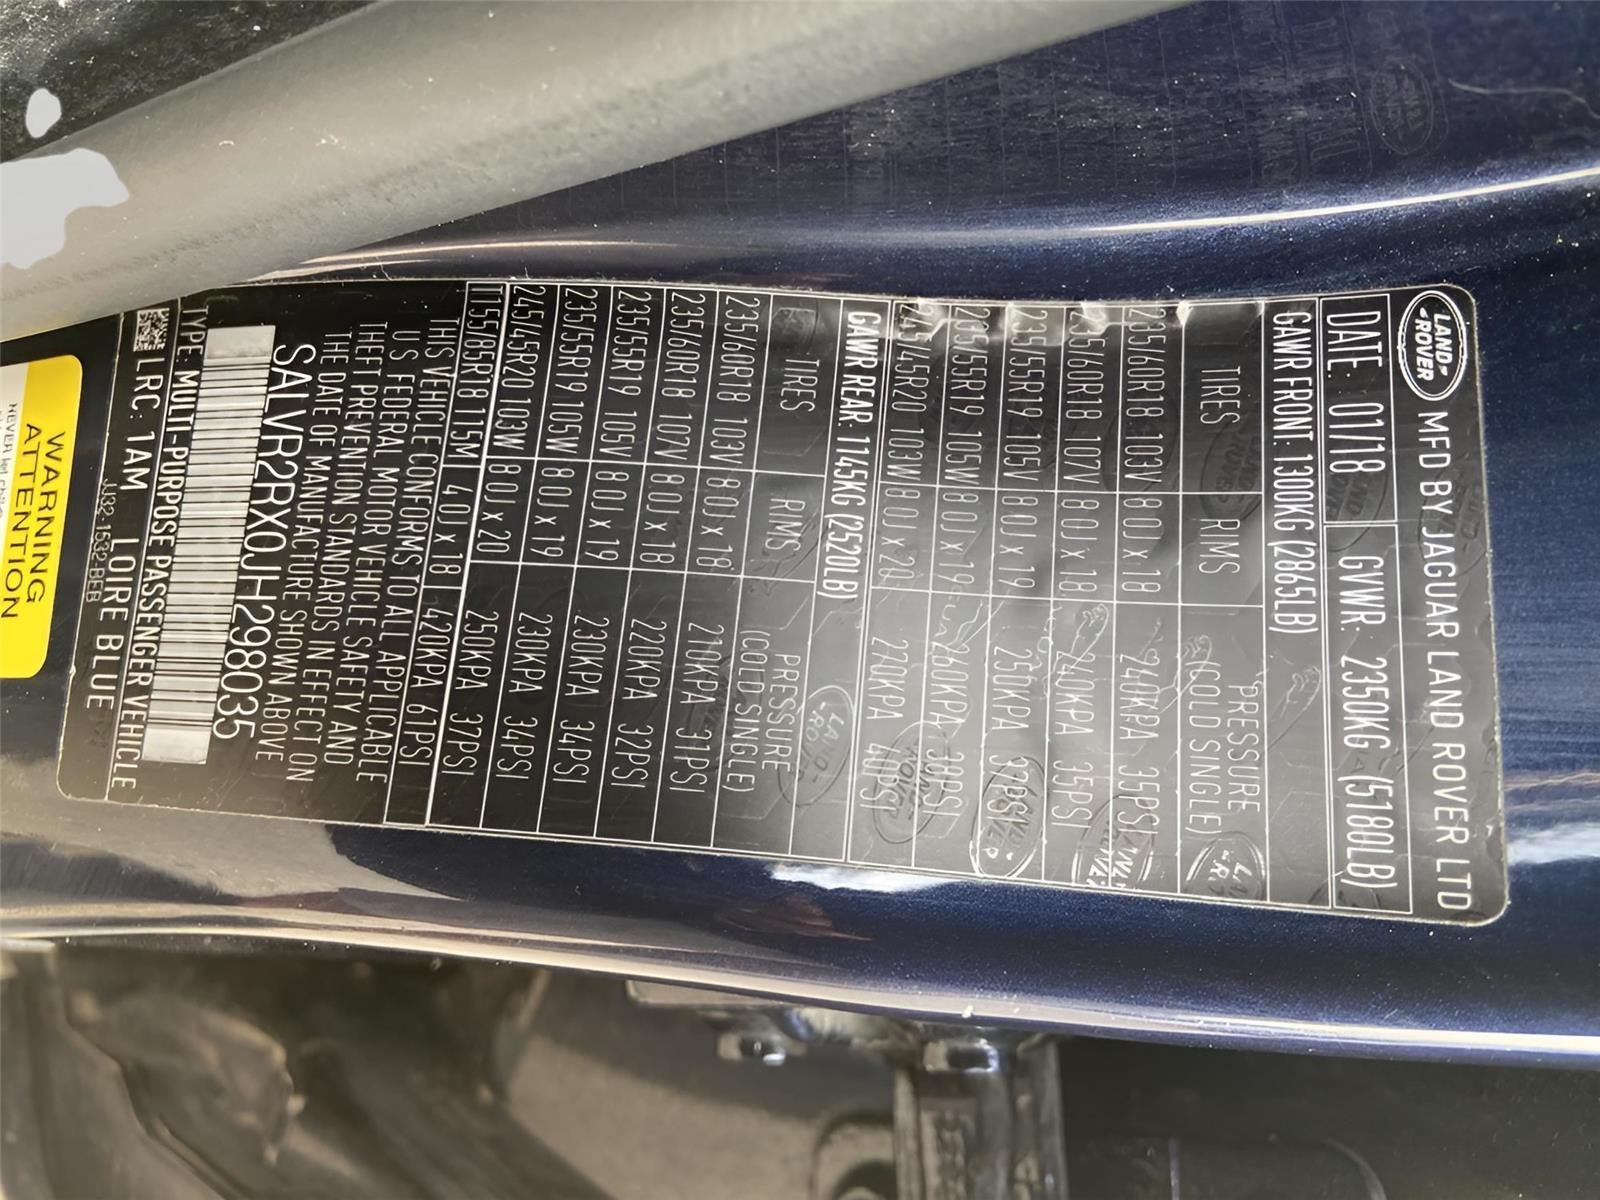 LAND ROVER
MFD BY JAGUAR LAND ROVER LTD
DATE: 01/18 GVWR: 2350KG (5180LB)
GAWR FRONT: 1300KG (2865LB)
TIRES RIMS PRESSURE (COLD SINGLE)
235/60R18 103V 8.0J x 18 240KPA 35PSI
235/60R18 107V 8.0J x 18 240KPA 35PSI
235/55R19 105V 8.0J x 19 250KPA
235/55R19 105W 8.0J x 19 260KPA 38PSI
245/45R20 103W 8.0J x 20 270KPA 40PSI
GAWR REAR: 1145KG (2520LB)
TIRES RIMS PRESSURE (COLD SINGLE)
235/60R18 103V 8.0J x 18 210KPA 31PSI
235/60R18 107V 8.0J x 18 220KPA 32PSI
235/55R19 105V 8.0J x 19 230KPA 34PSI
235/55R19 105W 8.0J x 19 230KPA 34PSI
245/45R20 103W 8.0J x 20 250KPA 37PSI
T155/85R18 115M 4.0J x 18 420KPA 61PSI
THIS VEHICLE CONFORMS TO ALL APPLICABLE
U.S FEDERAL MOTOR VEHICLE SAFETY AND
THEFT PREVENTION STANDARDS IN EFFECT ON
THE DATE OF MANUFACTURE SHOWN ABOVE
SALVR2RX0JH298035
TYPE: MULTI-PURPOSE PASSENGER VEHICLE
LRC: 1AM LOIRE BLUE
WARNING
ATTENTION